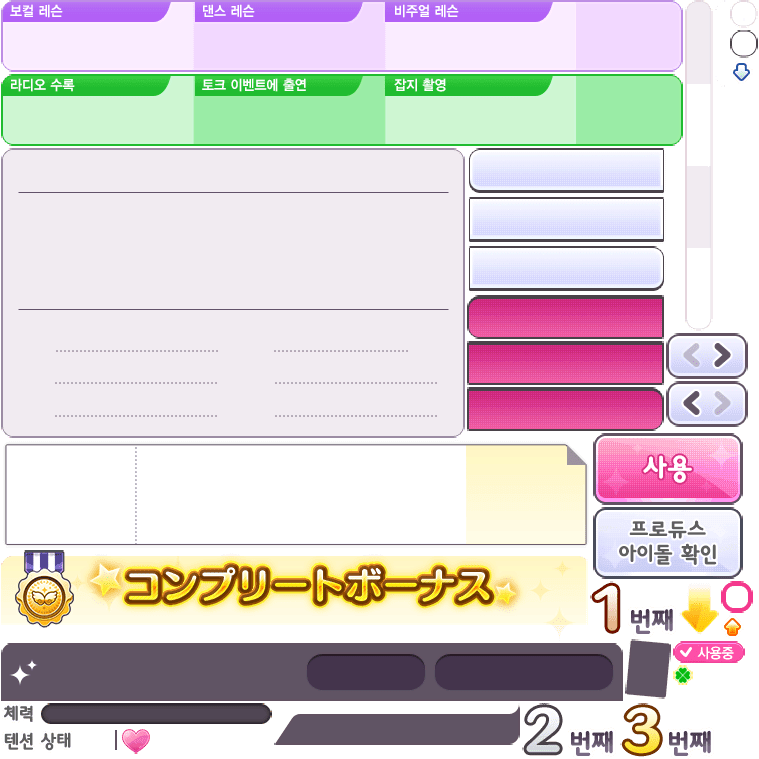 보컬 레슨
댄스 레슨
비주얼 레슨
라디오 수록
토크 이벤트에 출연
잡지 촬영
사용
프로듀스
아이돌 확인
コンプリートボーナス
1 번째
사용중
체력
텐션 상태
2 번째
3 번째